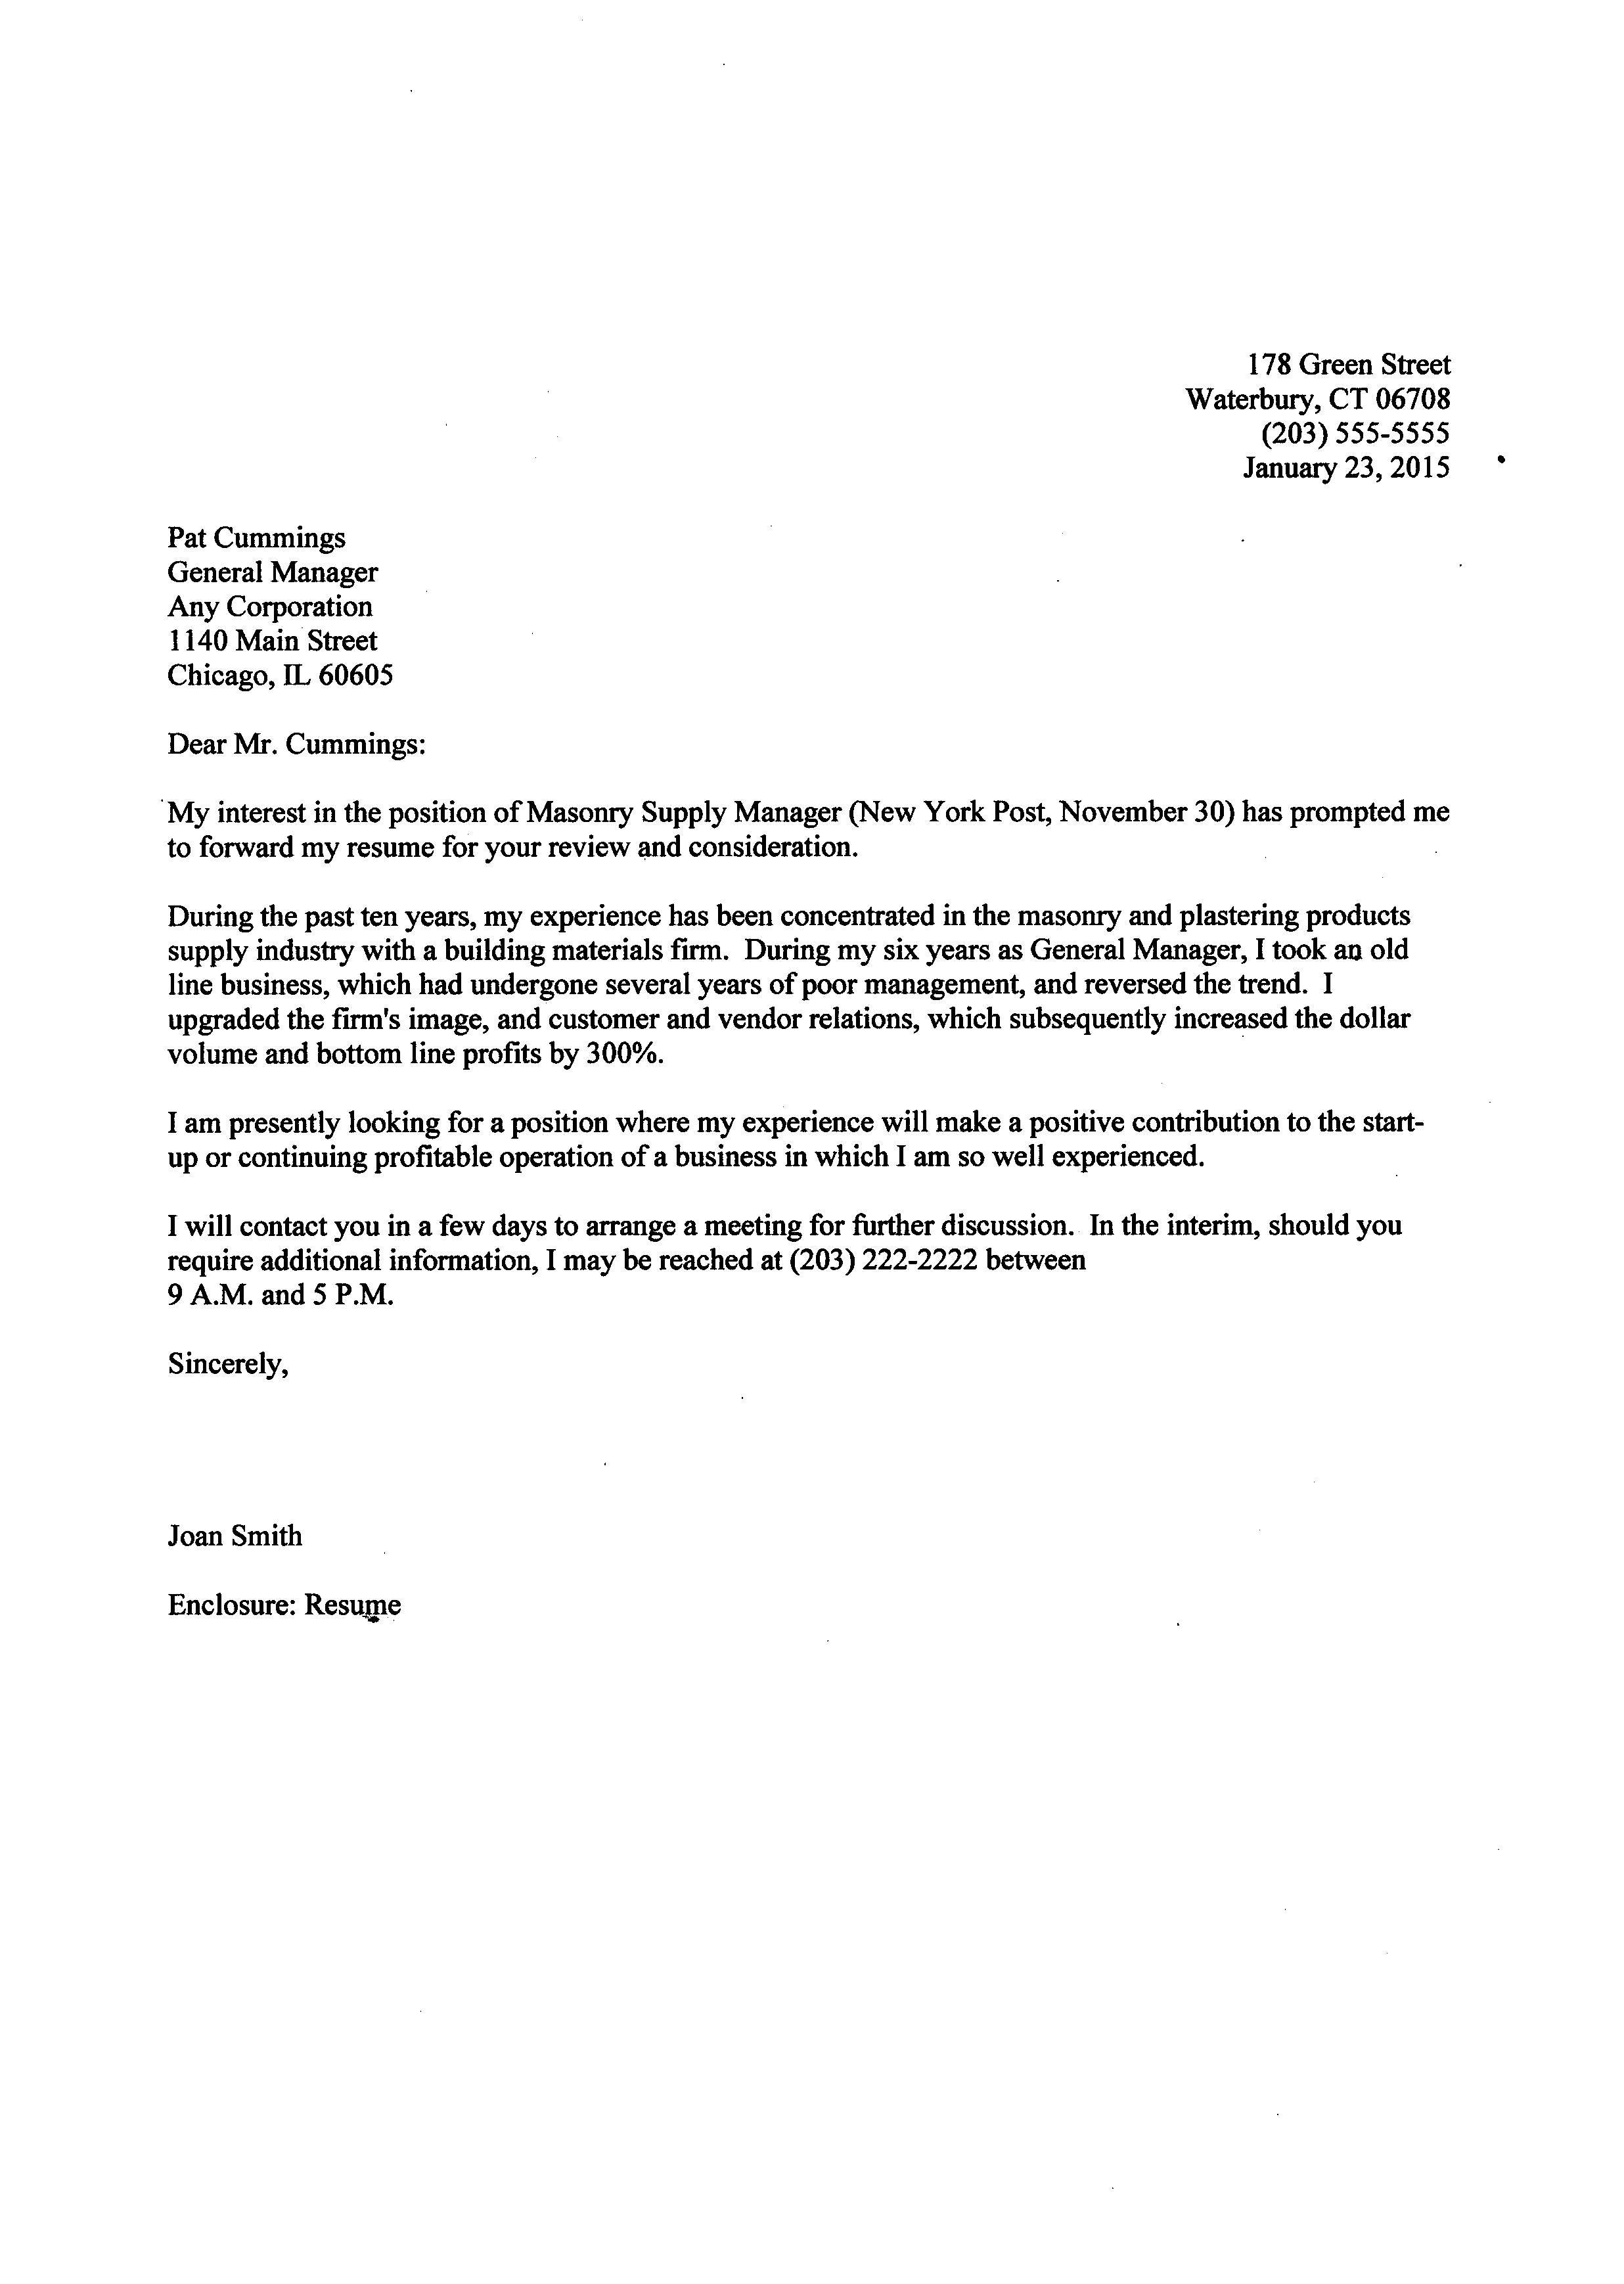 178 Green Street
Waterbury, CT 06708
(203) 555-5555
January 23, 2015
Pat Cummings
General Manager
Any Corporation
1140 Main Street
Chicago, IL 60605
Dear Mr. Cummings:
My interest in the position of Masonry Supply Manager (New York Post, November 30) has prompted me
to forward my resume for your review and consideration.
During the past ten years, my experience has been concentrated in the masonry and plastering products
supply industry with a building materials firm.  During my six years as General Manager, I took an old
line business, which had undergone several years of poor management, and reversed the trend.  I
upgraded the firm's image, and customer and vendor relations, which subsequently increased the dollar
volume and bottom line profits by 300%.
I am presently looking for a position where my experience will make a positive contribution to the start-
up or continuing profitable operation of a business in which I am so well experienced.
I will contact you in a few days to arrange a meeting for further discussion.  In the interim, should you
require additional information, I may be reached at (203) 222-2222 between
9 A.M. and 5 P.M.
Sincerely,
Joan Smith
Enclosure: Resume